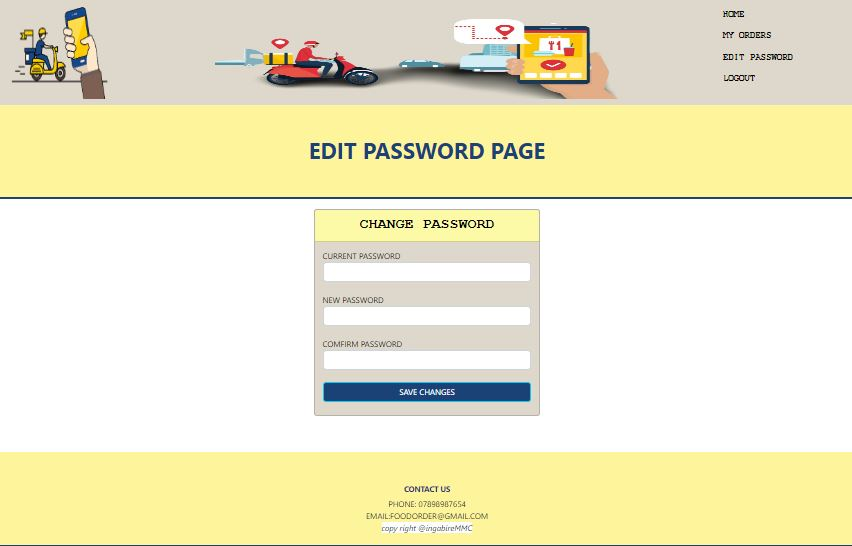 HOME
MY ORDERS
EDIT PASSWORD
LOGOUT
EDIT PASSWORD PAGE
CHANGE PASSWORD
CURRENT PASSWORD
NEW PASSWORD
COMFIRM PASSWORD
SAVE CHANGES
CONTACT US
PHONE: 07898987654
EMAIL:FOODORDER@GMAIL.COM
copy right @ingabireMMC